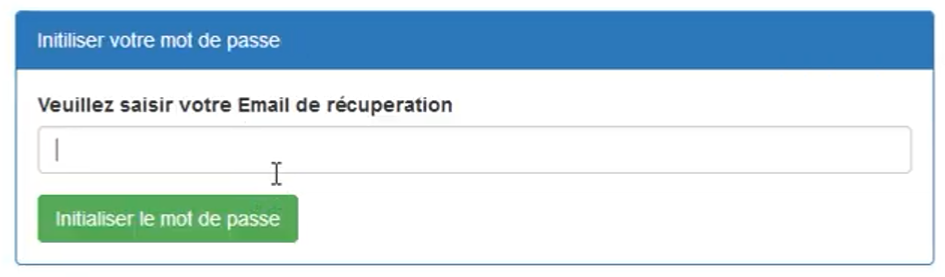 Initiliser votre mot de passe
Veuillez saisir votre Email de récuperation
Initialiser le mot de passe